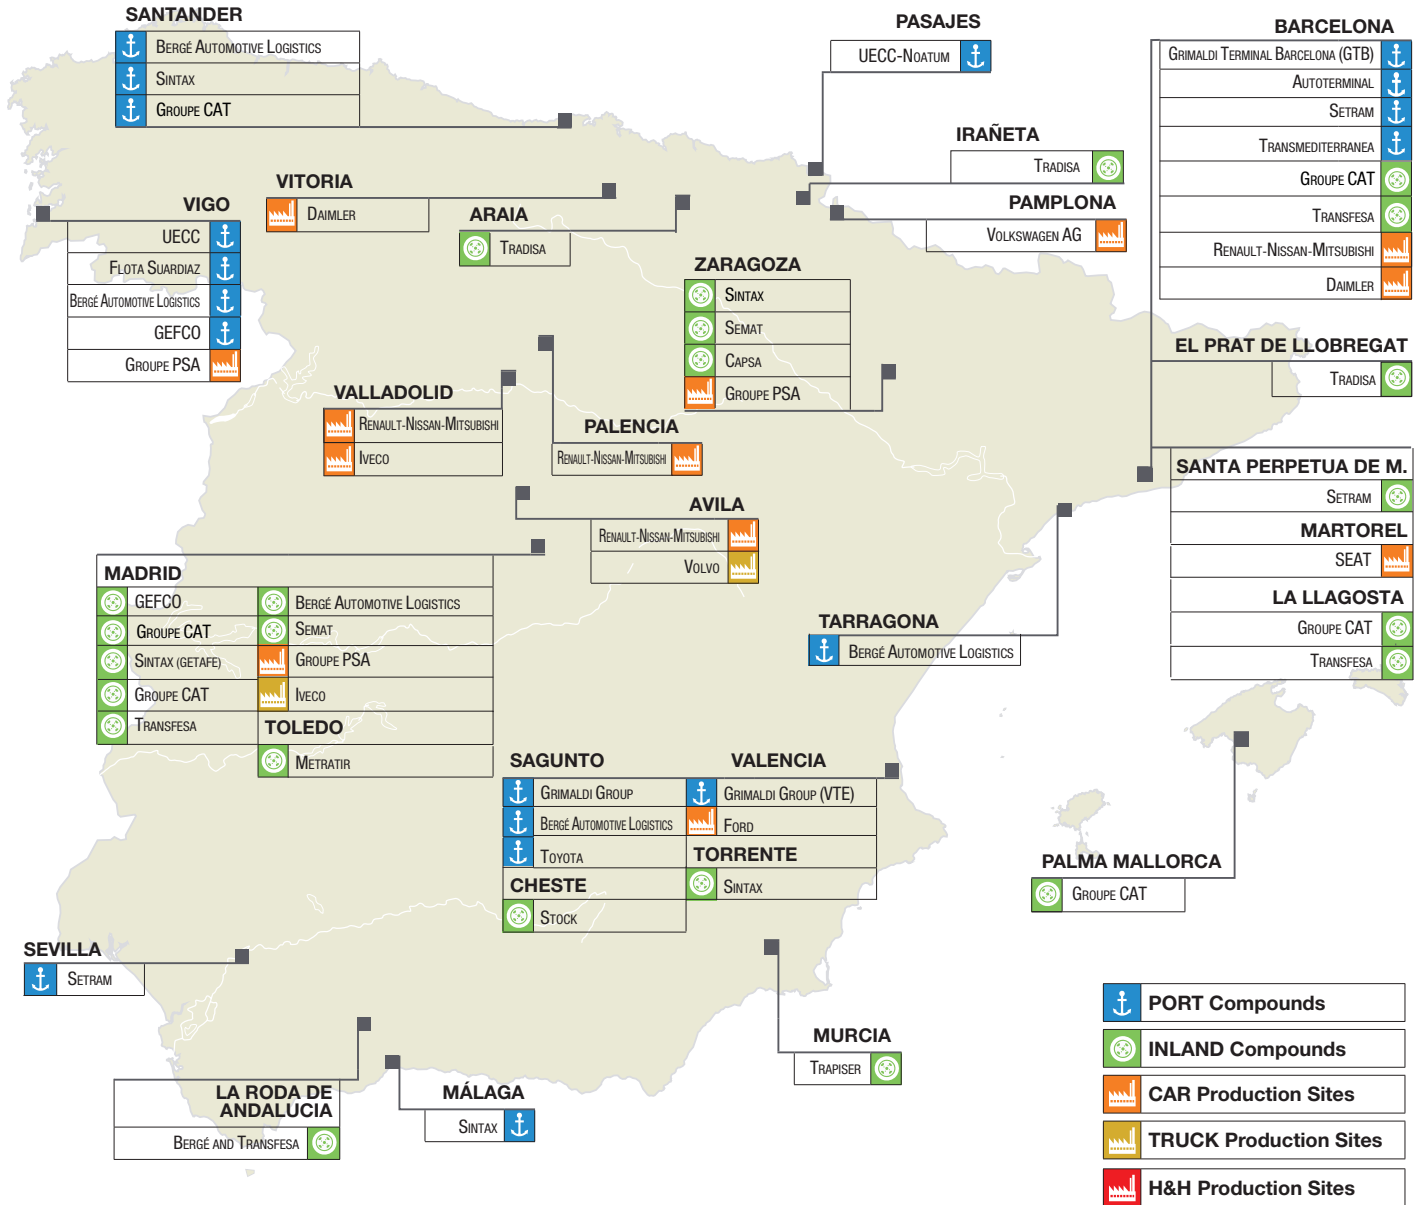 SANTANDER
Bergé Automotive Logistics
Sintax
Groupe CAT
PASAJES
UECC-Noatum
BARCELONA
Grimaldi Terminal Barcelona (GTB)
Autoterminal
Setram
Transmediterranea
Groupe CAT
Transfesa
Renault-Nissan-Mitsubishi
Daimler
IRAÑETA
Tradisa
VITORIA
Daimler
ARAIA
Tradisa
PAMPLONA
Volkswagen AG
VIGO
UECC
Flota Suardiaz
Bergé Automotive Logistics
GEFCO
Groupe PSA
ZARAGOZA
Sintax
Semat
Capsa
Groupe PSA
EL PRAT DE LLOBREGAT
Tradisa
VALLADOLID
Renault-Nissan-Mitsubishi
Iveco
PALENCIA
Renault-Nissan-Mitsubishi
SANTA PERPETUA DE M.
Setram
MARTOREL
SEAT
LA LLAGOSTA
Groupe CAT
Transfesa
AVILA
Renault-Nissan-Mitsubishi
Volvo
MADRID
GEFCO
Groupe CAT
Sintax (Getafe)
Groupe CAT
Transfesa
Bergé Automotive Logistics
Semat
Groupe PSA
Iveco
TOLEDO
Metratir
TARRAGONA
Bergé Automotive Logistics
SAGUNTO
Grimaldi Group
Bergé Automotive Logistics
Toyota
CHESTE
Stock
VALENCIA
Grimaldi Group (VTE)
Ford
TORRENTE
Sintax
PALMA MALLORCA
Groupe CAT
SEVILLA
Setram
MURCIA
Trapiser
LA RODA DE
ANDALUCIA
Bergé and Transfesa
MÁLAGA
Sintax
PORT Compounds
INLAND Compounds
CAR Production Sites
TRUCK Production Sites
H&H Production Sites